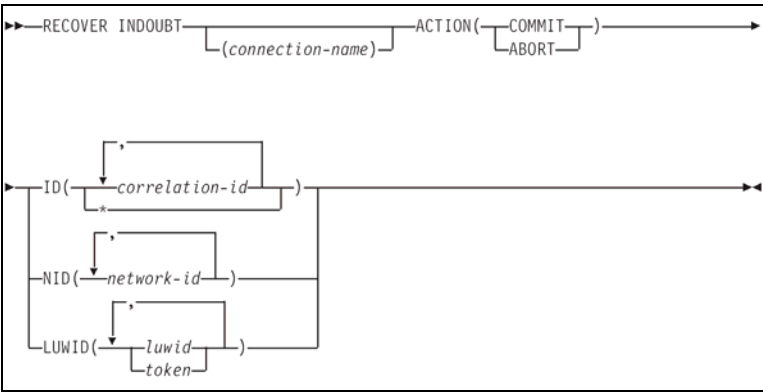 RECOVER INDOUBT (connection-name) ACTION( COMMIT )
ABORT
,
ID( correlation-id )
*
,
NID( network-id )
,
LUWID( luwid )
token